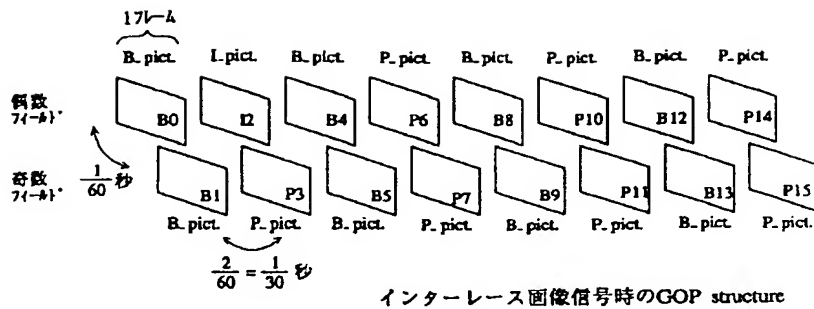 1フレーム
B_pict. I_pict. B_pict. P_pict. B_pict. P_pict. B_pict. P_pict.
偶数
フィールド
B0 I2 B4 P6 B8 P10 B12 P14
1/60 秒
奇数
フィールド
B1 P3 B5 P7 B9 P11 B13 P15
B_pict. P_pict. B_pict. P_pict. B_pict. P_pict. B_pict. P_pict.
2/60 = 1/30 秒
インターレース画像信号時のGOP structure